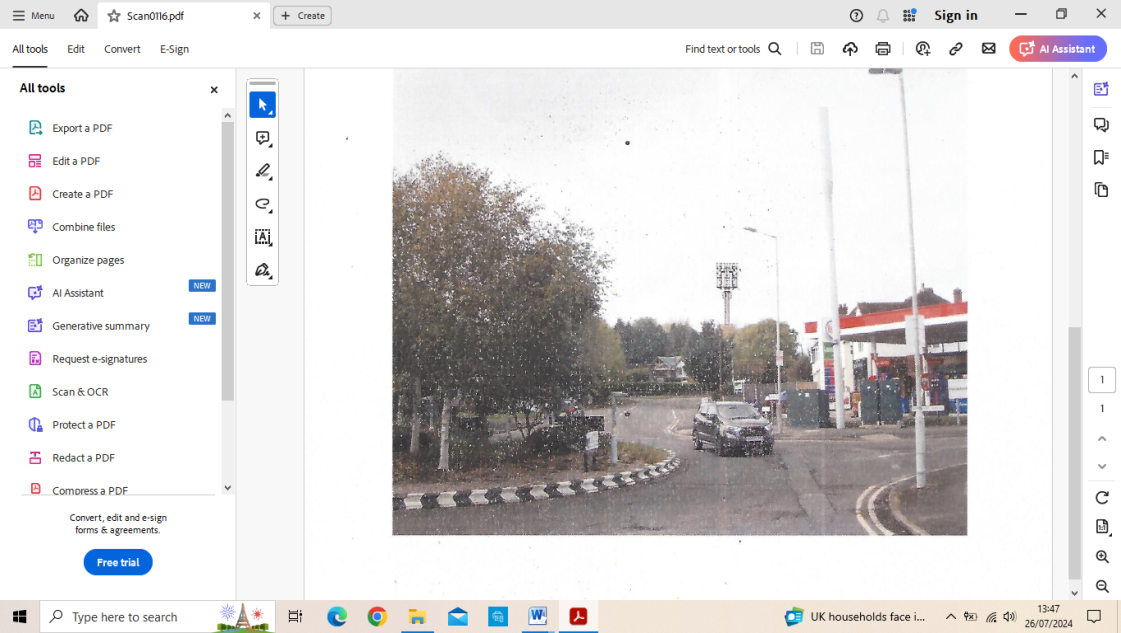 Menu
Scan0116.pdf
Create
Sign in
All tools
Edit
Convert
E-Sign
Find text or tools
AI Assistant
All tools
Export a PDF
Edit a PDF
Create a PDF
Combine files
Organize pages
AI Assistant
NEW
Generative summary
NEW
Request e-signatures
Scan & OCR
Protect a PDF
Redact a PDF
Compress a PDF
Convert, edit and e-sign
forms & agreements.
Free trial
1
1
Type here to search
UK households face i...
13:47
26/07/2024